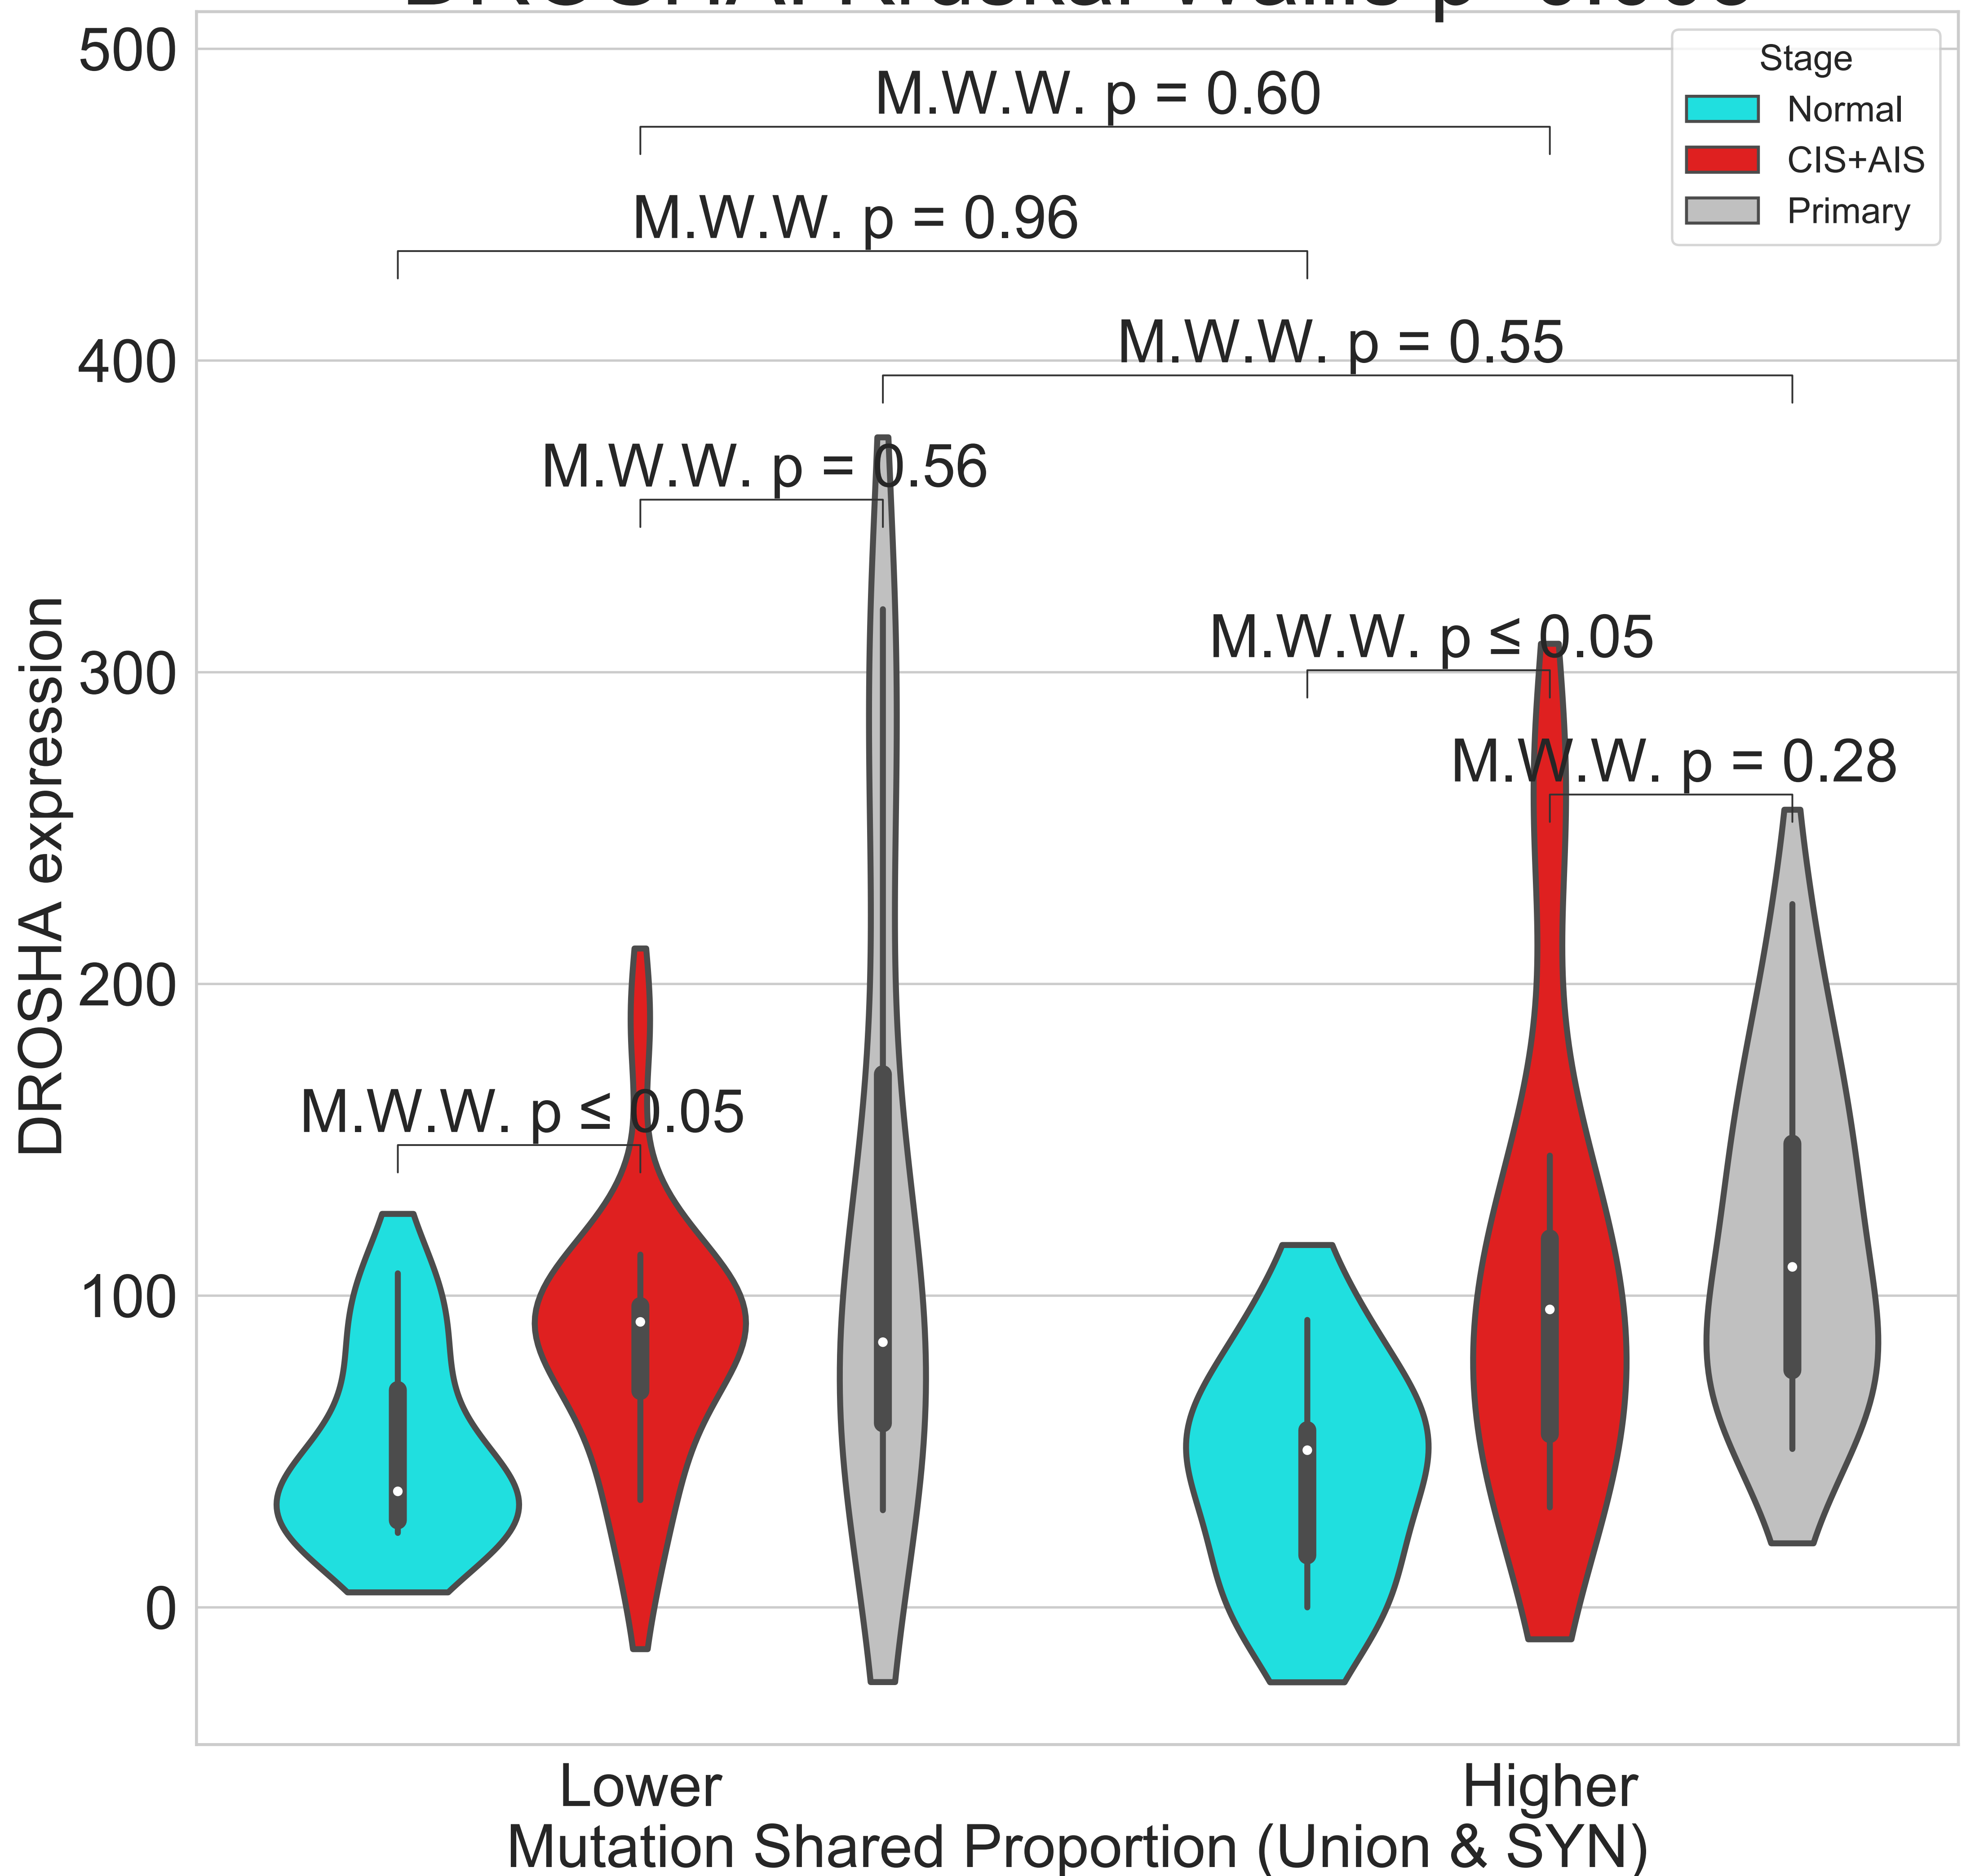 500
M.W.W. p = 0.60
Stage
Normal
CIS+AIS
Primary
M.W.W. p = 0.96
400
M.W.W. p = 0.55
M.W.W. p = 0.56
300
M.W.W. p ≤ 0.05
M.W.W. p = 0.28
DROSHA expression
200
M.W.W. p ≤ 0.05
100
0
Lower
Higher
Mutation Shared Proportion (Union & SYN)